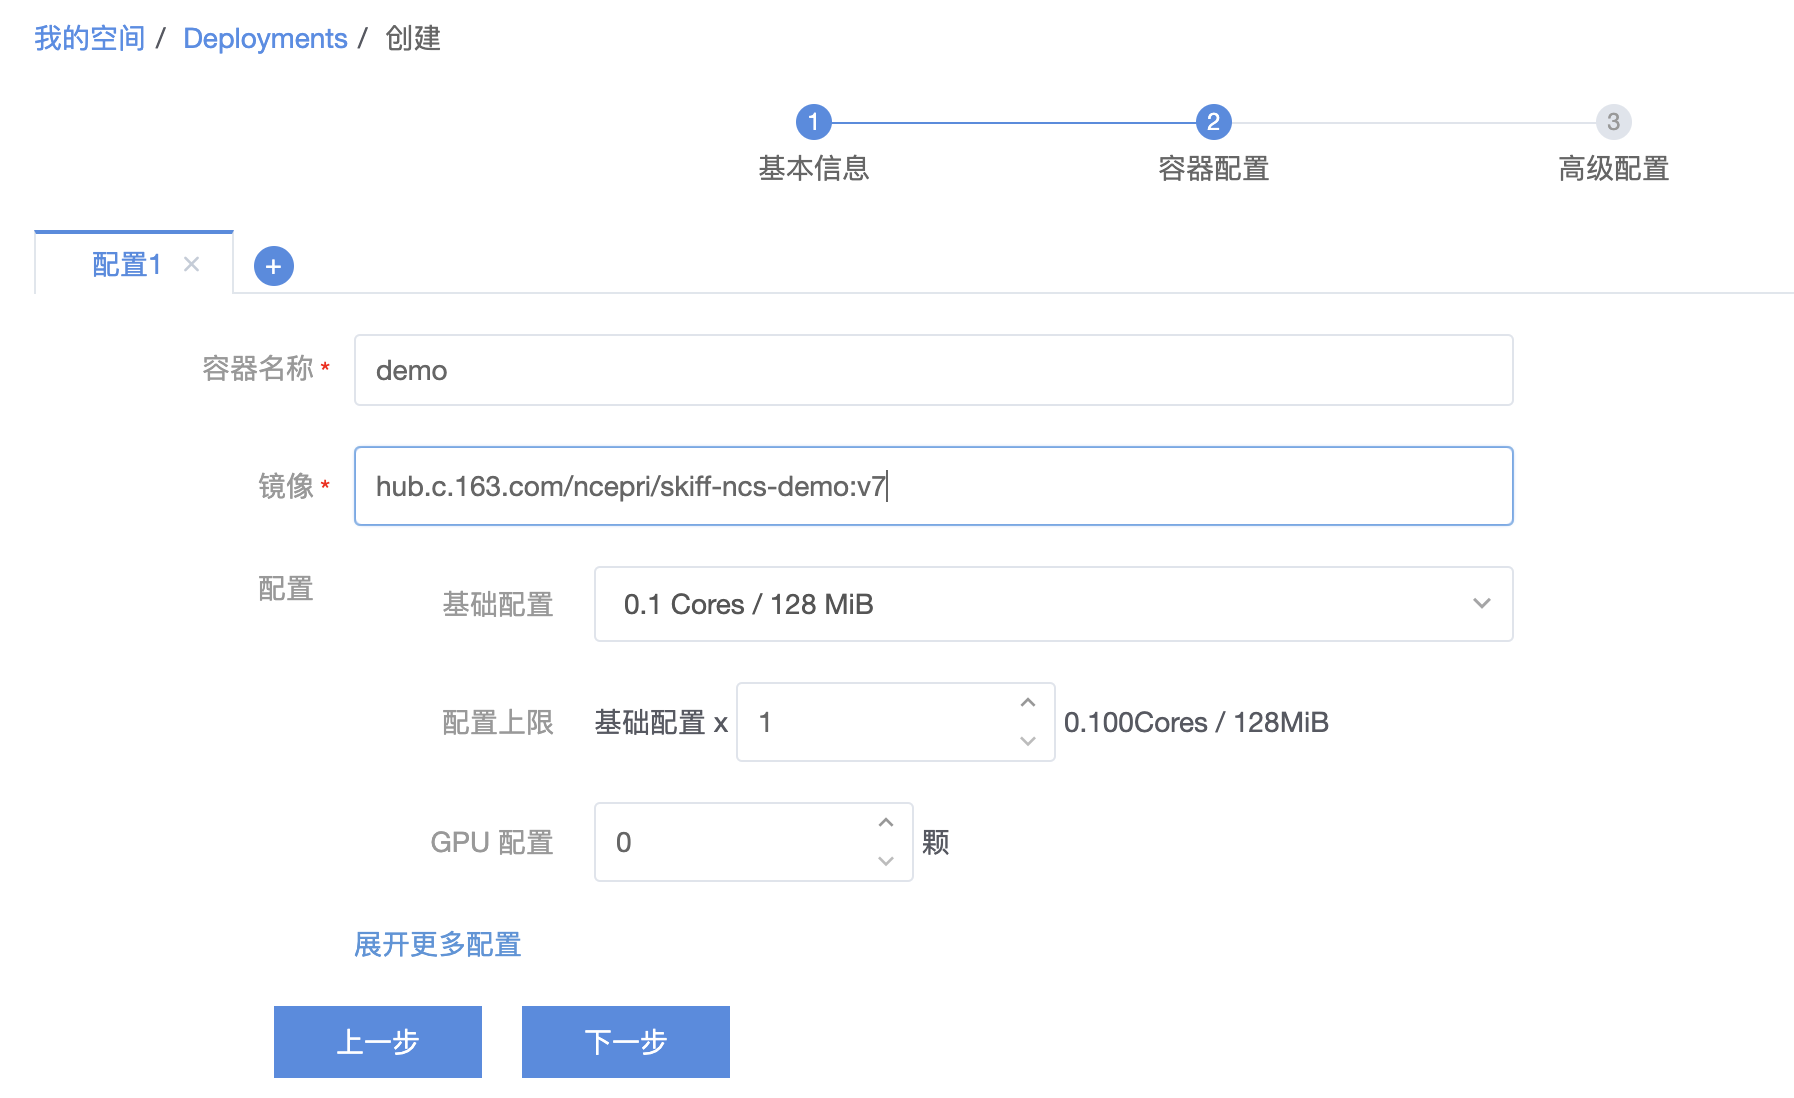 我的空间 / Deployments / 创建
1 2 3
基本信息 容器配置 高级配置
配置1 × +
容器名称 * demo
镜像 * hub.c.163.com/ncepri/skiff-ncs-demo:v7
配置
基础配置 0.1 Cores / 128 MiB
配置上限 基础配置 x 1 0.100Cores / 128MiB
GPU 配置 0 颗
展开更多配置
上一步 下一步